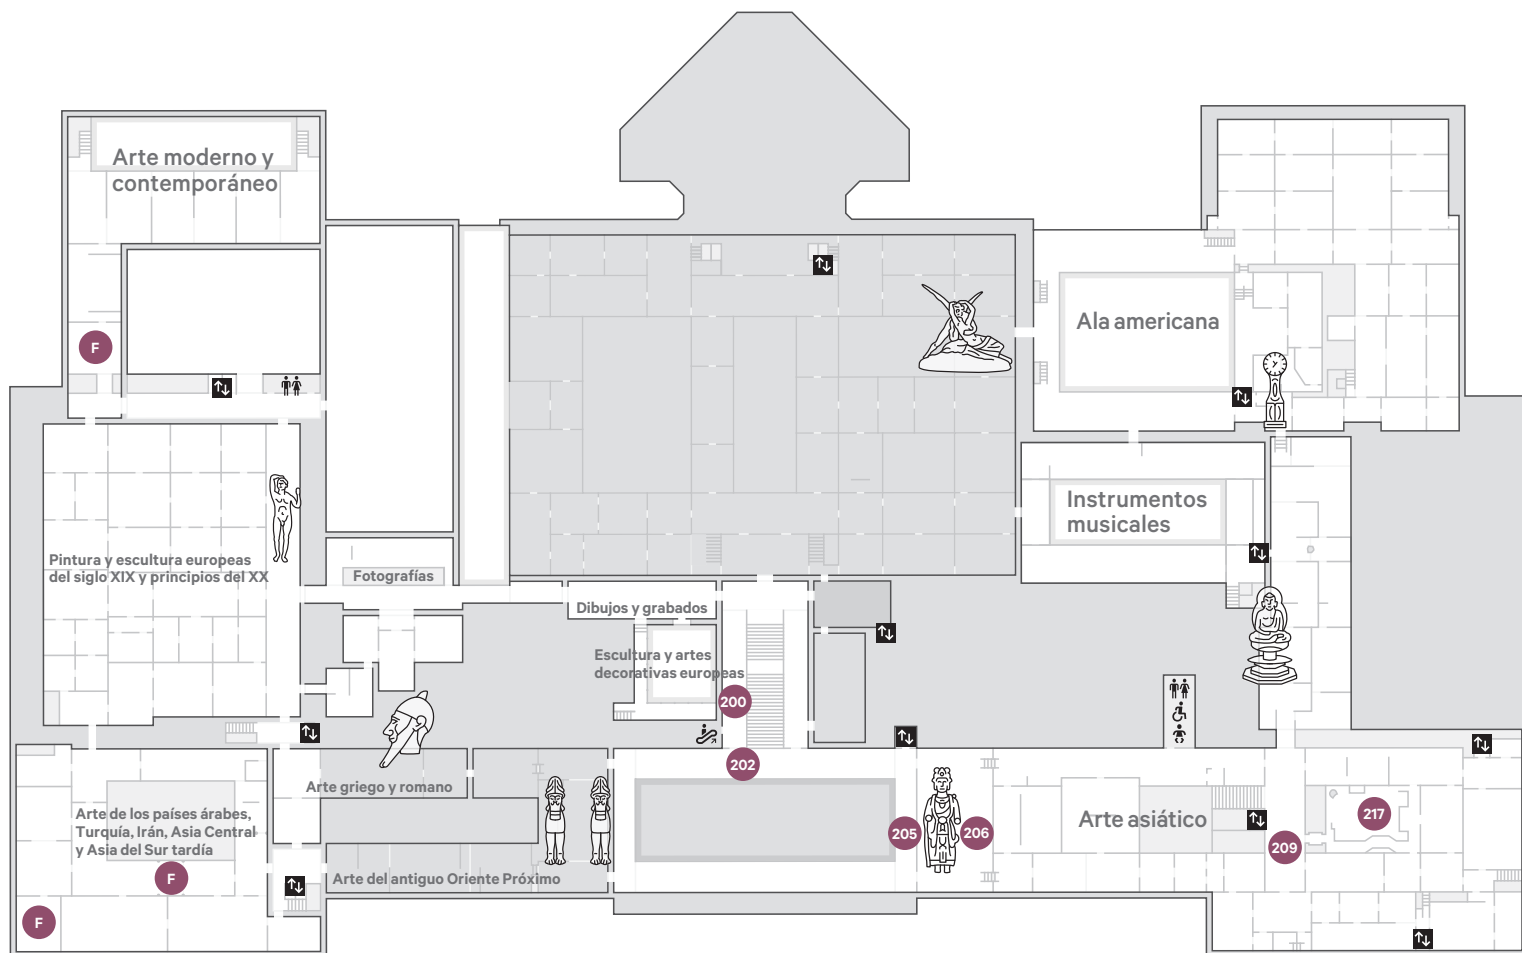 Arte moderno y
contemporáneo
F
Ala americana
Instrumentos
musicales
Pintura y escultura europeas
del siglo XIX y principios del XX
Fotografías
Dibujos y grabados
Escultura y artes
decorativas europeas
200
202
Arte griego y romano
Arte de los países árabes,
Turquía, Irán, Asia Central
y Asia del Sur tardía
F
F
Arte del antiguo Oriente Próximo
205
206
Arte asiático
209
217